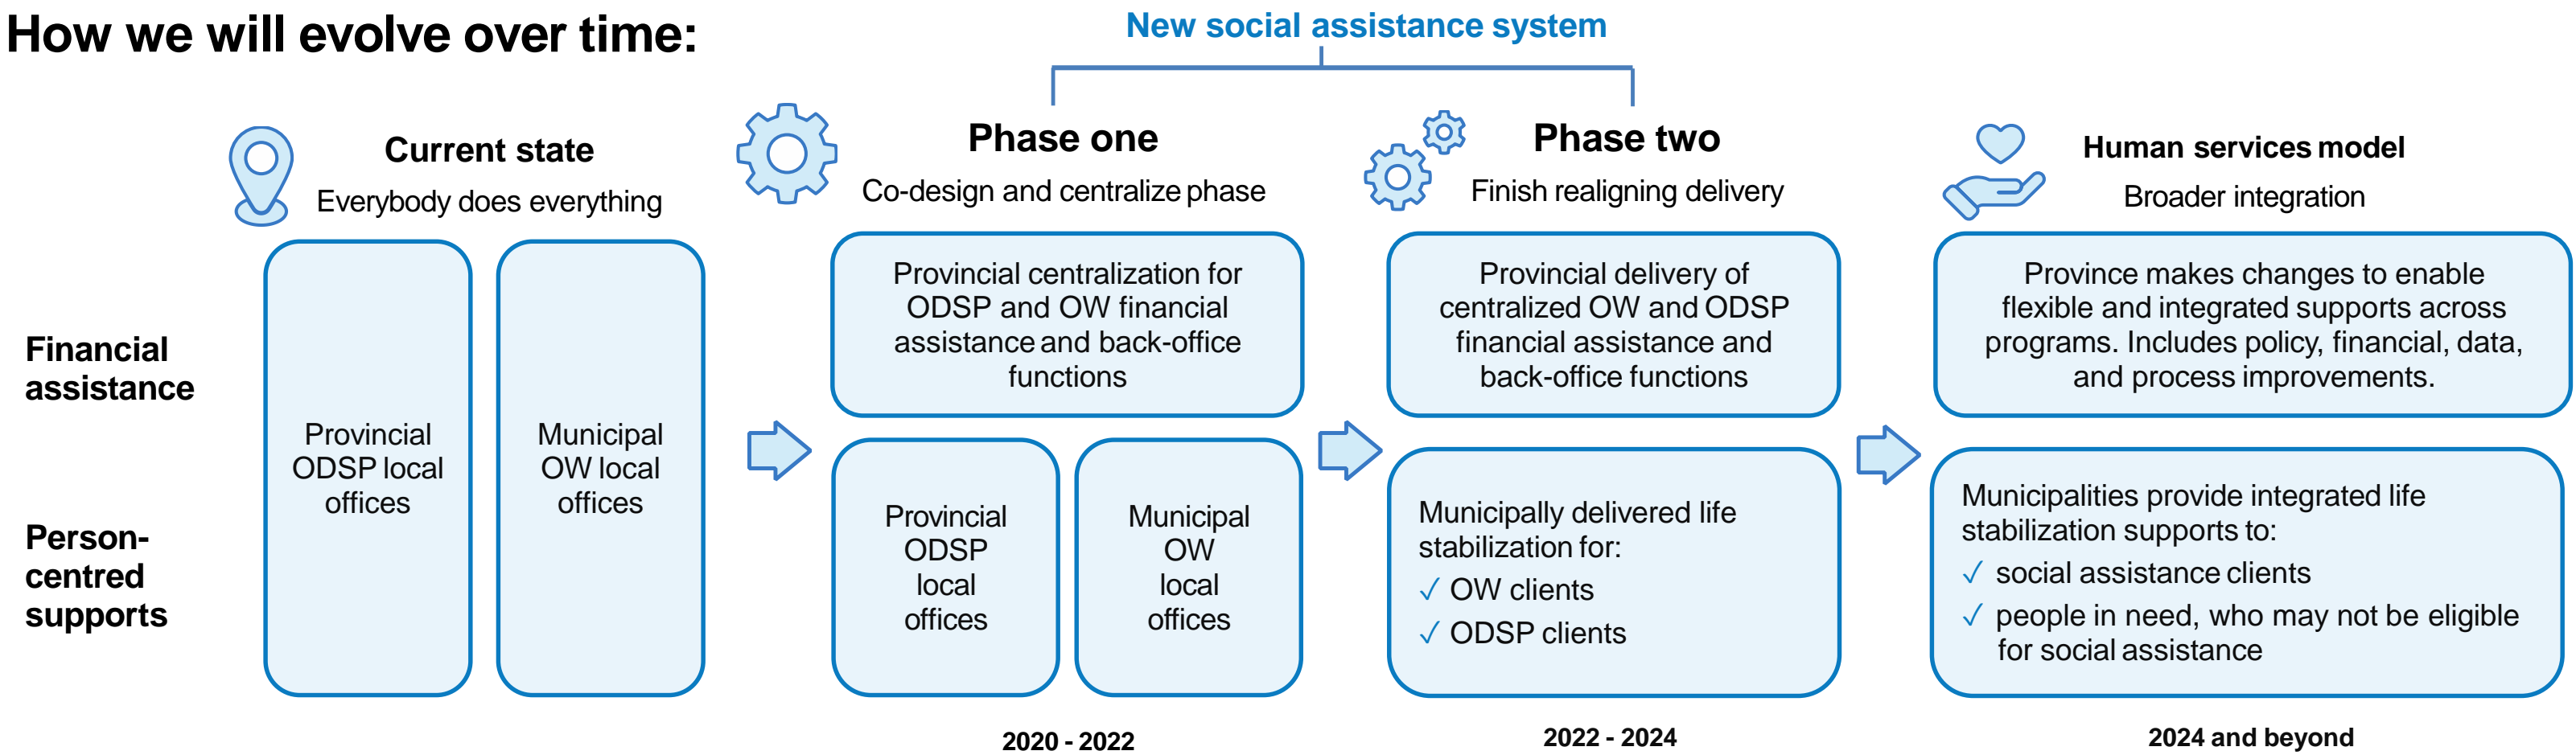 How we will evolve over time:
New social assistance system
Current state
Everybody does everything
Phase one
Co-design and centralize phase
Phase two
Finish realigning delivery
Human services model
Broader integration
Financial
assistance
Person-
centred
supports
Provincial
ODSP local
offices
Municipal
OW local
offices
Provincial centralization for
ODSP and OW financial
assistance and back-office
functions
Provincial
ODSP
local
offices
Municipal
OW
local
offices
Provincial delivery of
centralized OW and ODSP
financial assistance and
back-office functions
Municipally delivered life
stabilization for:
✓ OW clients
✓ ODSP clients
Province makes changes to enable
flexible and integrated supports across
programs. Includes policy, financial, data,
and process improvements.
Municipalities provide integrated life
stabilization supports to:
✓ social assistance clients
✓ people in need, who may not be eligible
for social assistance
2020 - 2022
2022 - 2024
2024 and beyond